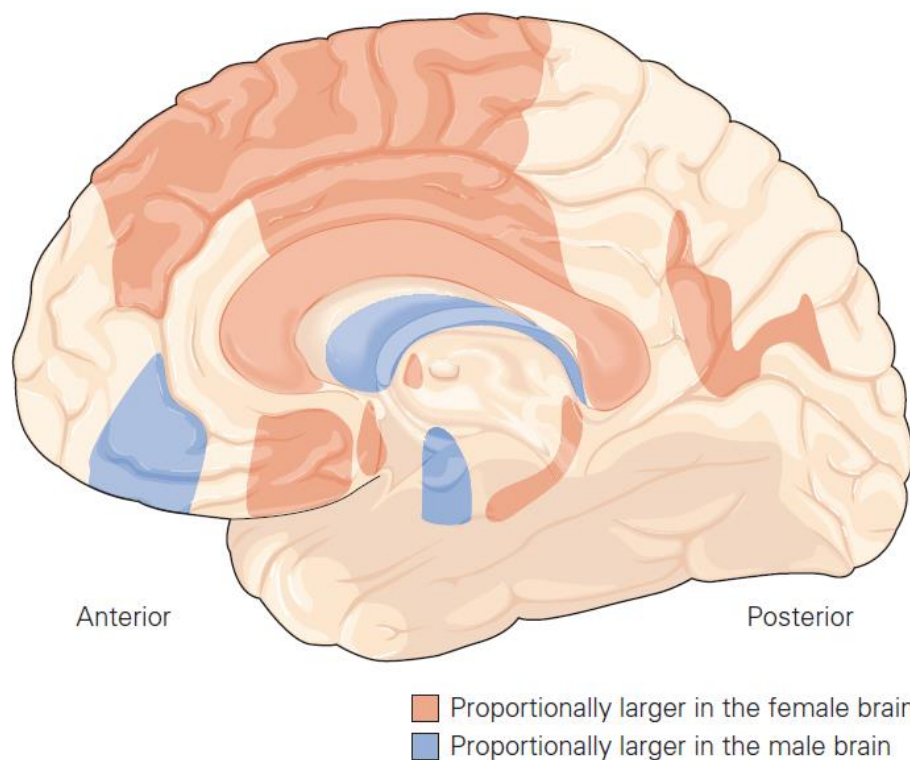 Anterior
Posterior
Proportionally larger in the female brain
Proportionally larger in the male brain